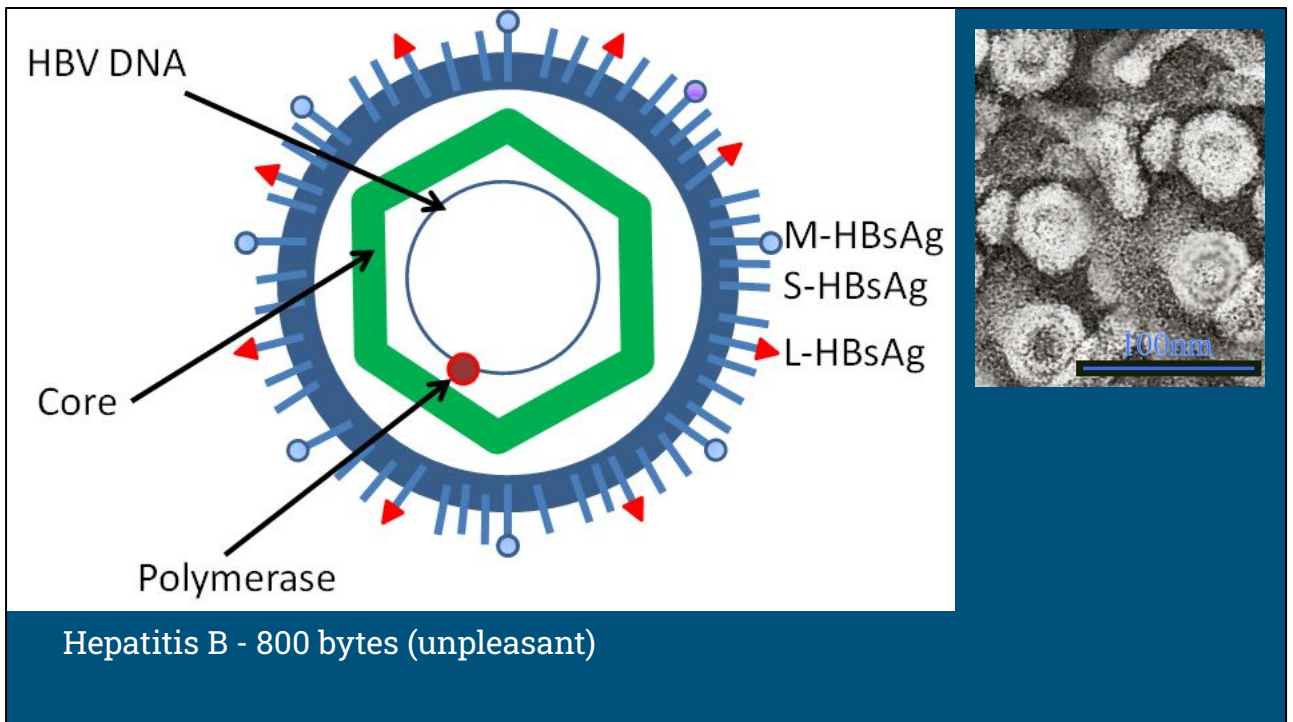 HBV DNA
M-HBsAg
S-HBsAg
L-HBsAg
Core
Polymerase
100nm
Hepatitis B - 800 bytes (unpleasant)